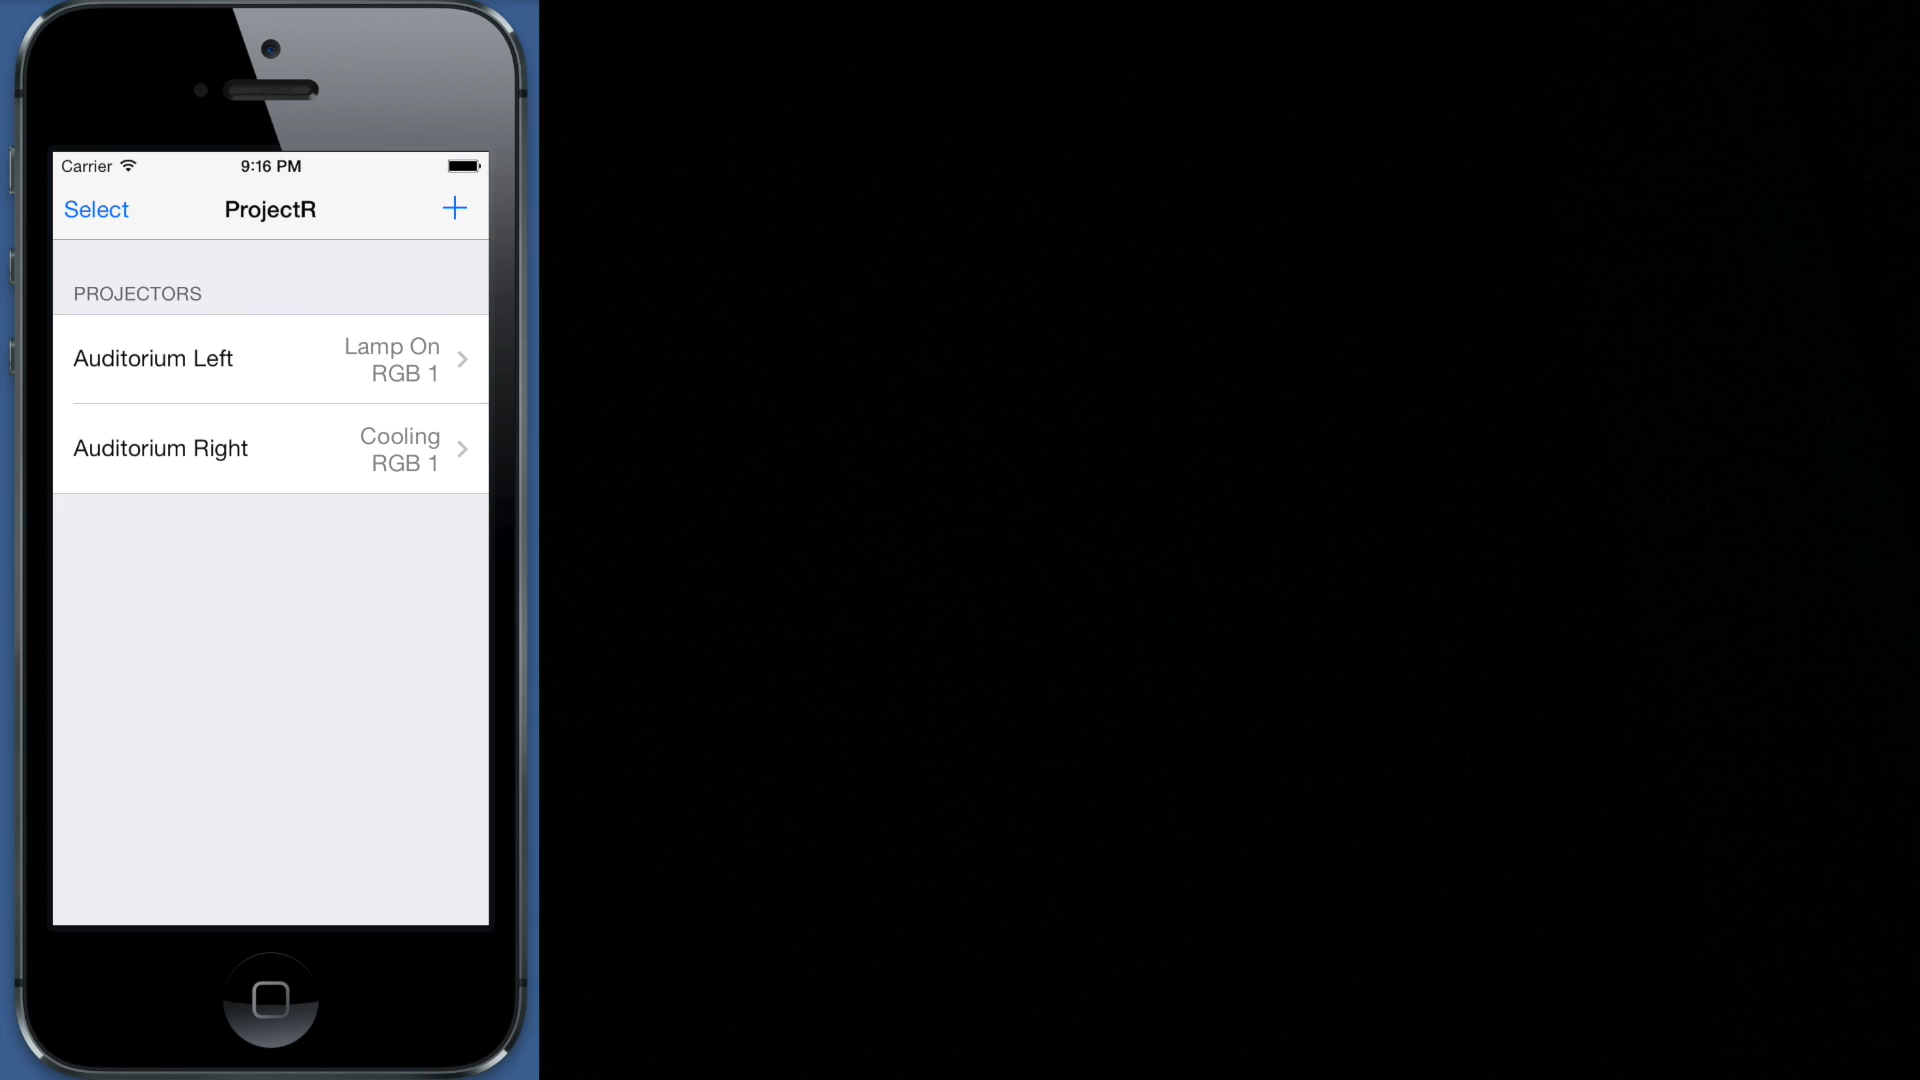 Carrier 9:16 PM
Select ProjectR +
PROJECTORS
Auditorium Left Lamp On
RGB 1
Auditorium Right Cooling
RGB 1